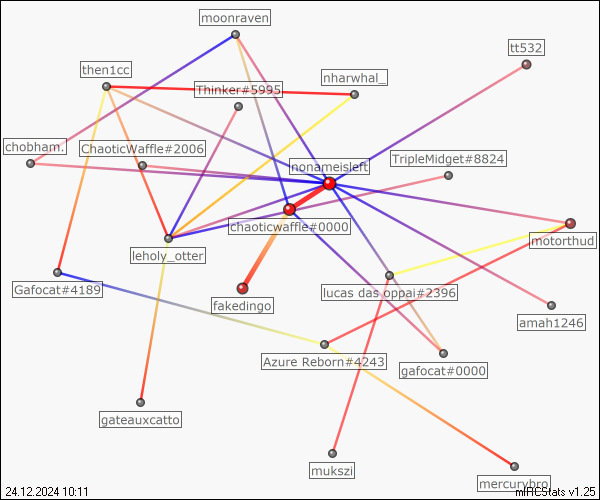 moonraven
tt532
then1cc
nharwhal_
Thinker#5995
chobham.
ChaoticWaffle#2006
TripleMidget#8824
nonameisleft
chaoticwaffle#0000
motorthud
leholy_otter
Gafocat#4189
lucas das oppai#2396
fakedingo
amah1246
Azure Reborn#4243
gafocat#0000
gateauxcatto
mukszi
mercurybro
24.12.2024 10:11
mIRCStats v1.25